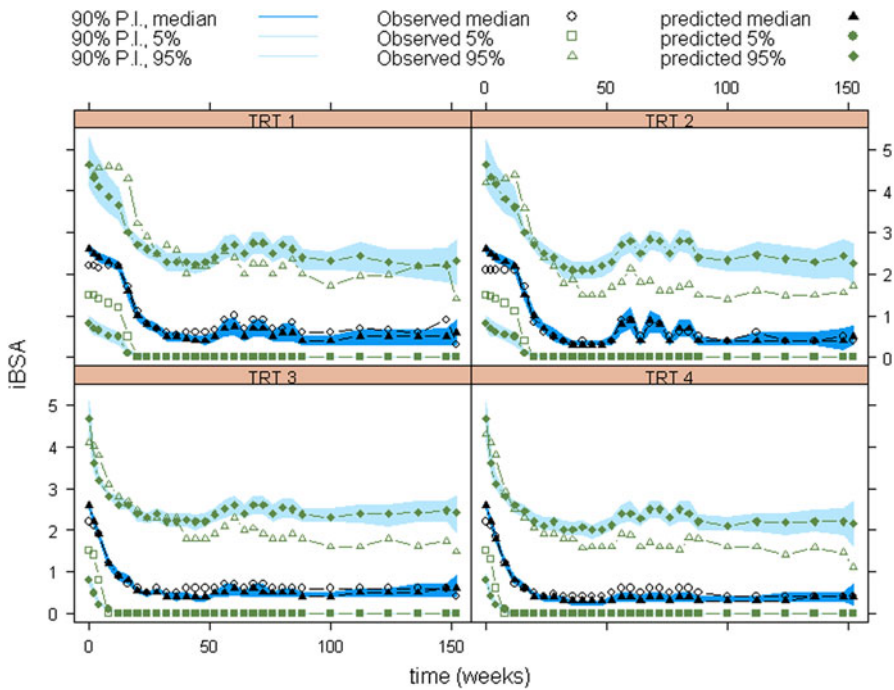 90% P.I., median Observed median predicted median
90% P.I., 5% Observed 5% predicted 5%
90% P.I., 95% Observed 95% predicted 95%
0 50 100 150
TRT 1 TRT 2
5
4
3
2
1
0
iBSA
TRT 3 TRT 4
5
4
3
2
1
0
0 50 100 150
time (weeks)